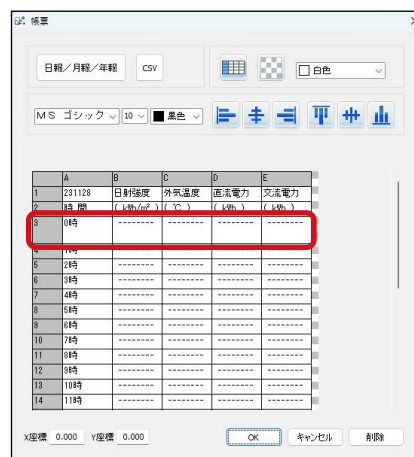 帳票
日報／月報／年報 CSV 白色
ＭＳ ゴシック 10 黒色
A B C D E
1 231128 日射強度 外気温度 直流電力 交流電力
2 時 間 ( kWh/㎡ ) ( ℃ ) ( kWh ) ( kWh )
3 0時 -------- -------- -------- --------
4 1時 -------- -------- -------- --------
5 2時 -------- -------- -------- --------
6 3時 -------- -------- -------- --------
7 4時 -------- -------- -------- --------
8 5時 -------- -------- -------- --------
9 6時 -------- -------- -------- --------
10 7時 -------- -------- -------- --------
11 8時 -------- -------- -------- --------
12 9時 -------- -------- -------- --------
13 10時 -------- -------- -------- --------
14 11時 -------- -------- -------- --------
X座標 0.000 Y座標 0.000 OK キャンセル 削除